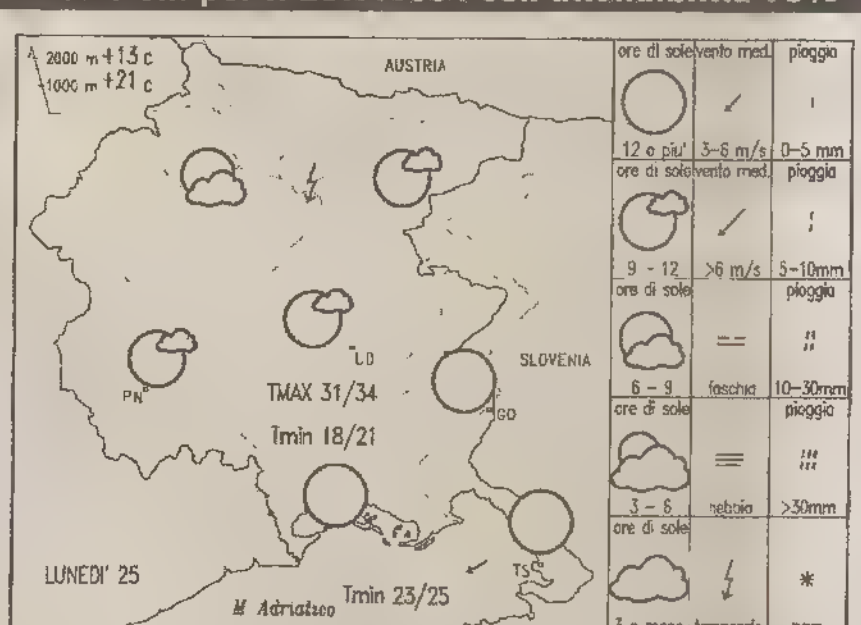 2000 m +13 c
1000 m +21 c
AUSTRIA
SLOVENIA
UD
PN
GO
TMAX 31/34
Tmin 18/21
TS
LUNEDI' 25
M Adriatico
Tmin 23/25
ore di sole vento med. pioggia
12 o piu' 3-6 m/s 0-5 mm
ore di sole vento med. pioggia
9 - 12 >6 m/s 5-10mm
ore di sole pioggia
6 - 9 foschia 10-30mm
ore di sole pioggia
3 - 6 nebbia >30mm
ore di sole